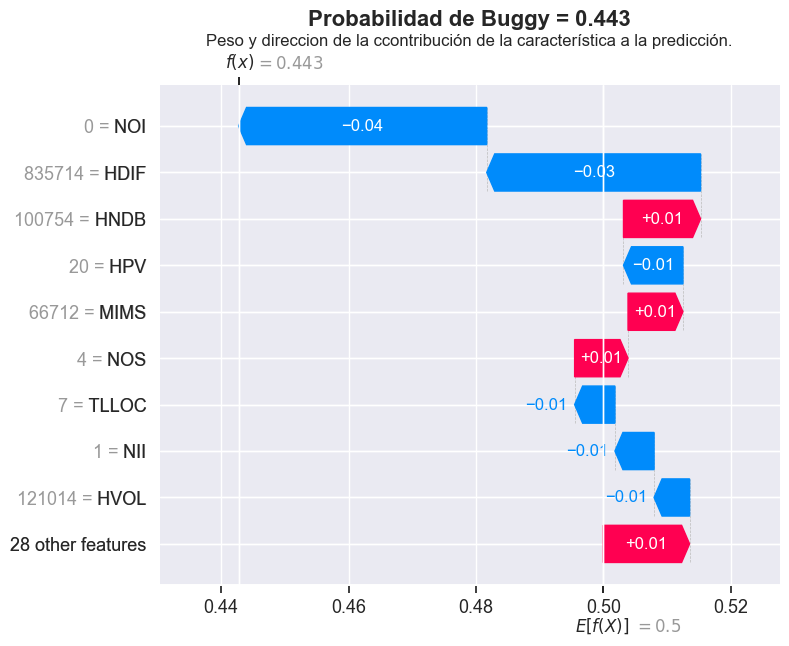 Probabilidad de Buggy = 0.443
Peso y direccion de la ccontribución de la característica a la predicción.
f(x) = 0.443
0 = NOI
−0.04
835714 = HDIF
−0.03
100754 = HNDB
+0.01
20 = HPV
−0.01
66712 = MIMS
+0.01
4 = NOS
+0.01
7 = TLLOC
−0.01
1 = NII
−0.01
121014 = HVOL
−0.01
28 other features
+0.01
0.44 0.46 0.48 0.50 0.52
E[f(X)] = 0.5